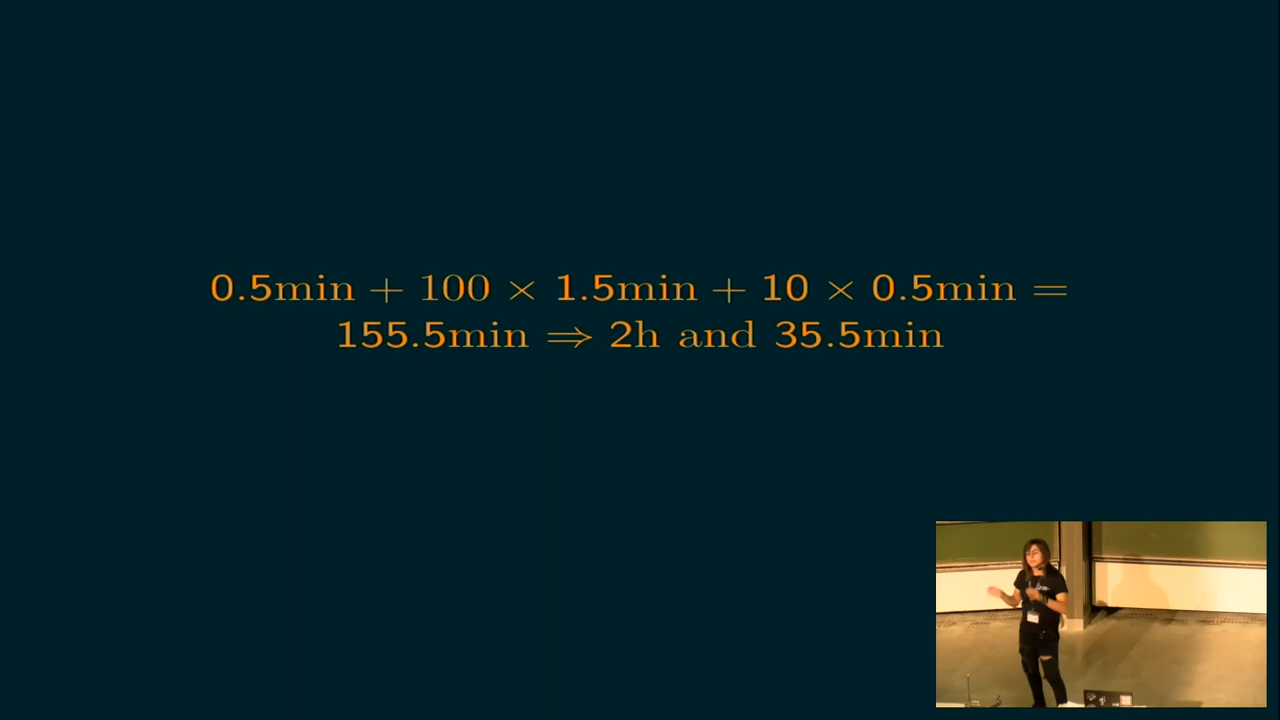 0.5min + 100 × 1.5min + 10 × 0.5min =
155.5min ⇒ 2h and 35.5min